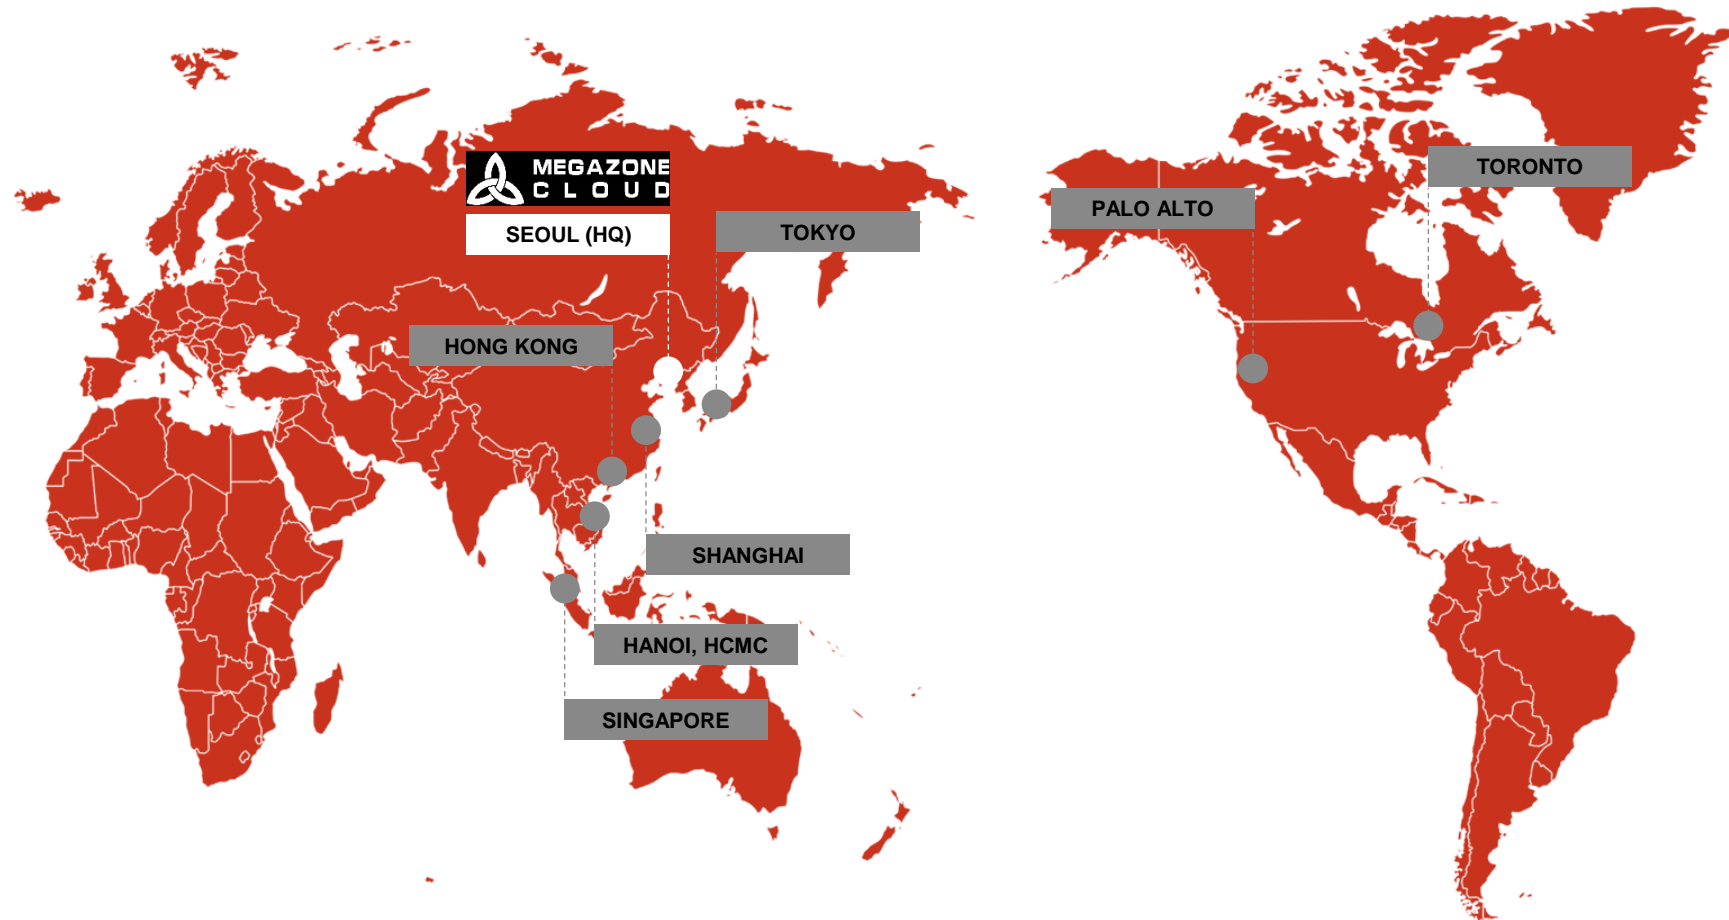 MEGAZONE
CLOUD
SEOUL (HQ)
TOKYO
HONG KONG
SHANGHAI
HANOI, HCMC
SINGAPORE
PALO ALTO
TORONTO